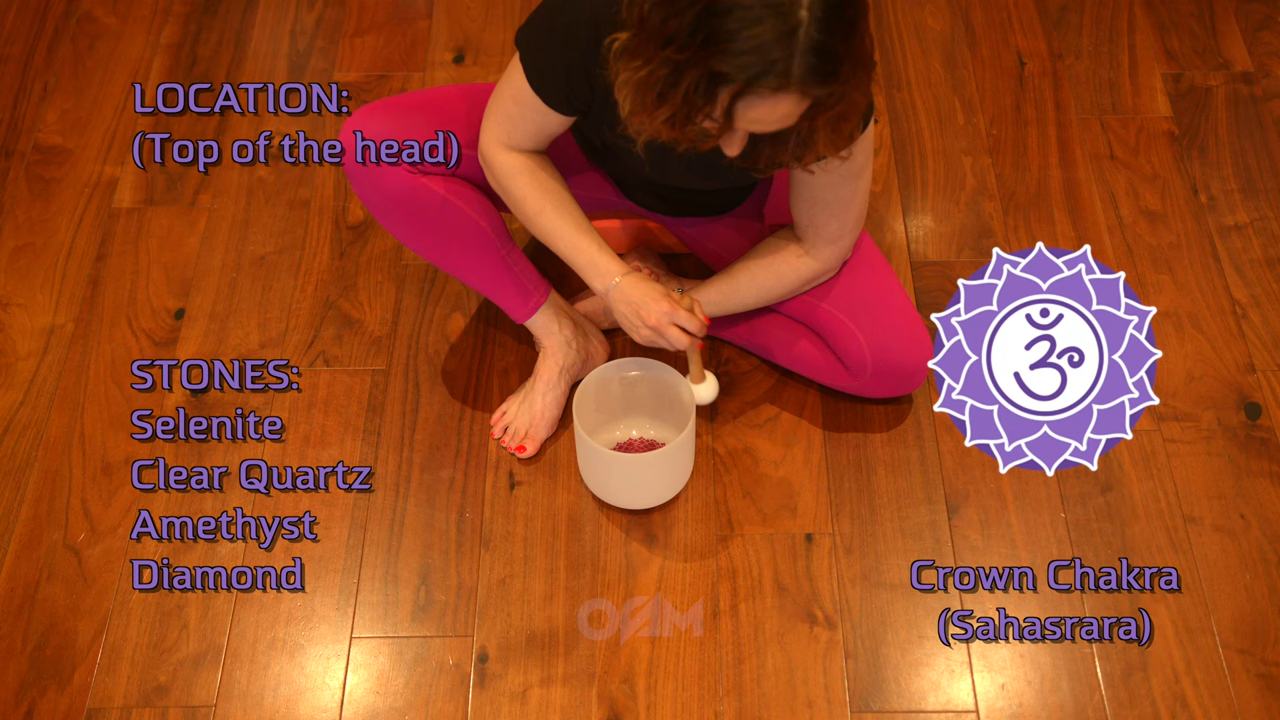 LOCATION:
(Top of the head)
STONES:
Selenite
Clear Quartz
Amethyst
Diamond
ॐ
Crown Chakra
(Sahasrara)